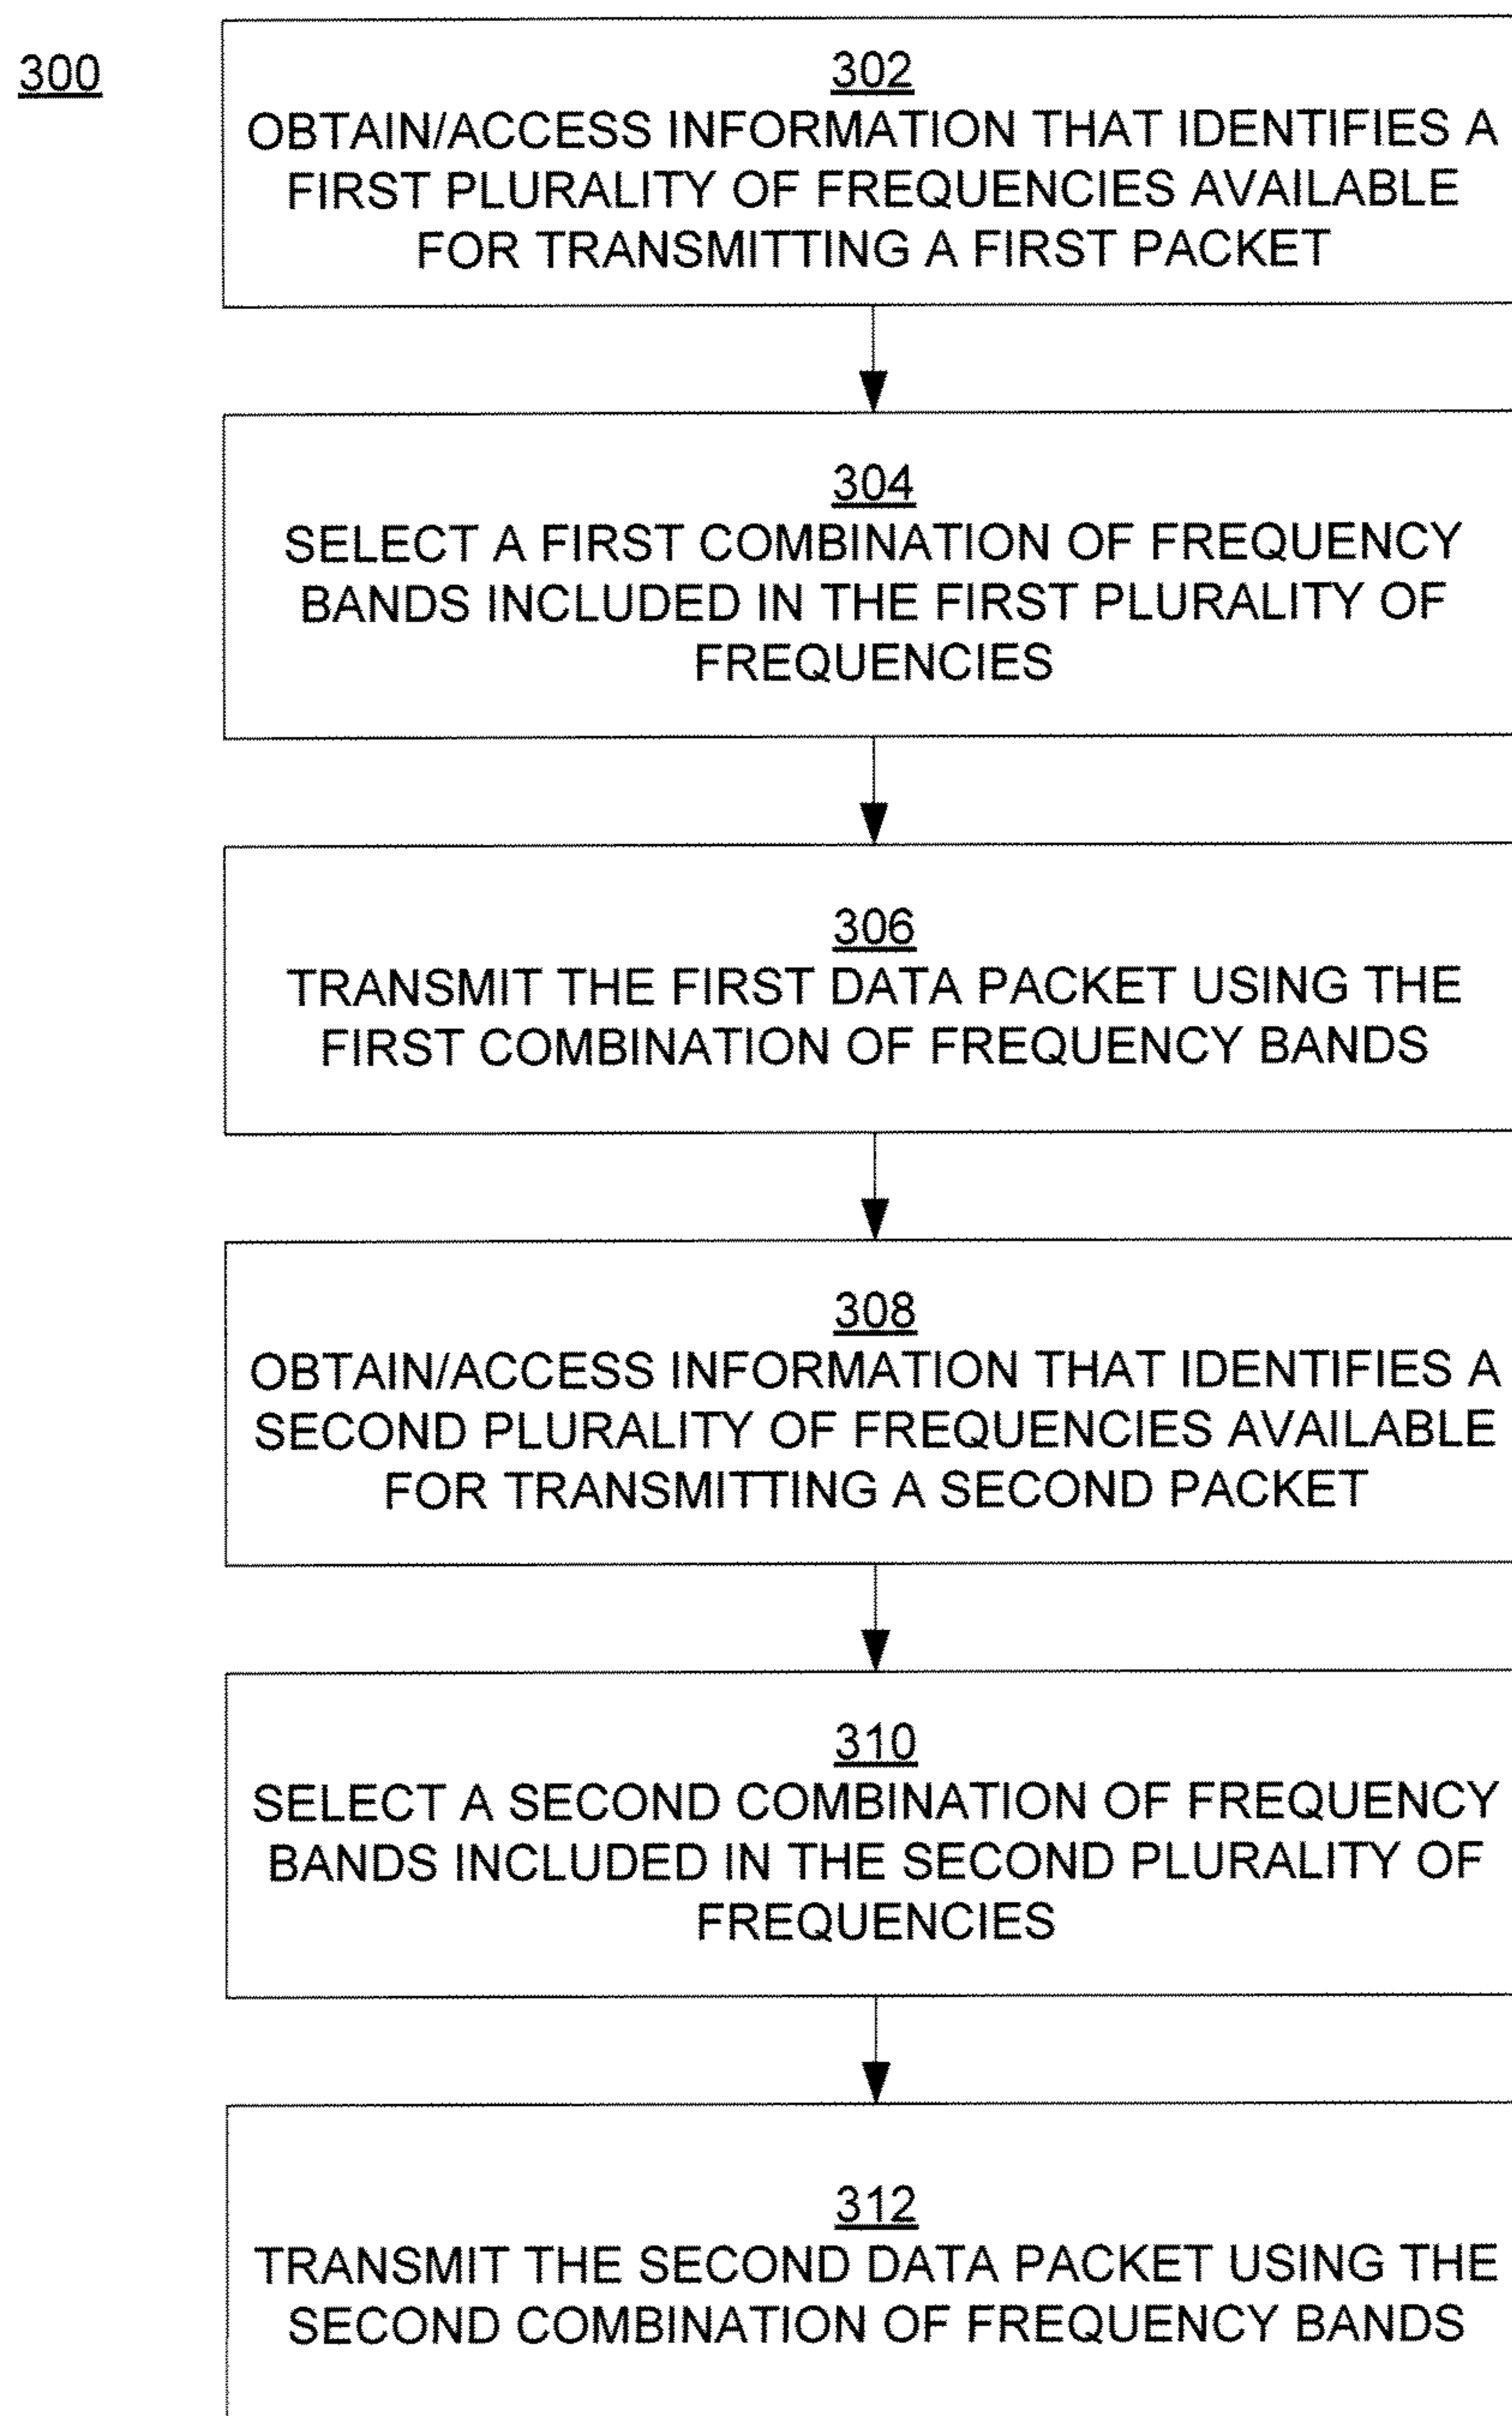 300
302
OBTAIN/ACCESS INFORMATION THAT IDENTIFIES A
FIRST PLURALITY OF FREQUENCIES AVAILABLE
FOR TRANSMITTING A FIRST PACKET
304
SELECT A FIRST COMBINATION OF FREQUENCY
BANDS INCLUDED IN THE FIRST PLURALITY OF
FREQUENCIES
306
TRANSMIT THE FIRST DATA PACKET USING THE
FIRST COMBINATION OF FREQUENCY BANDS
308
OBTAIN/ACCESS INFORMATION THAT IDENTIFIES A
SECOND PLURALITY OF FREQUENCIES AVAILABLE
FOR TRANSMITTING A SECOND PACKET
310
SELECT A SECOND COMBINATION OF FREQUENCY
BANDS INCLUDED IN THE SECOND PLURALITY OF
FREQUENCIES
312
TRANSMIT THE SECOND DATA PACKET USING THE
SECOND COMBINATION OF FREQUENCY BANDS